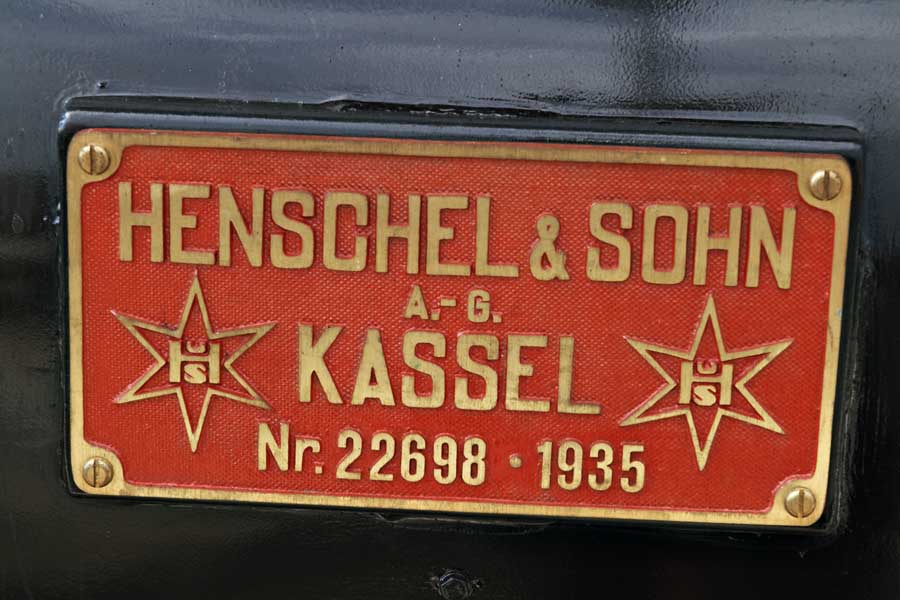 HENSCHEL & SOHN
A.-G.
KASSEL
Nr. 22698 · 1935